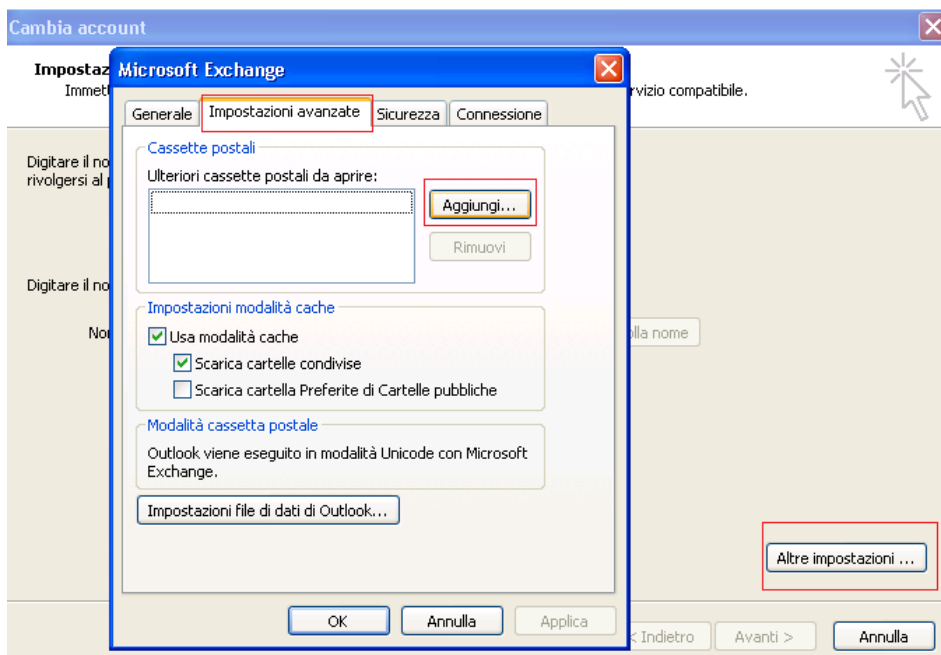 Cambia account
Impostaz
Immet
rvizio compatibile.
Microsoft Exchange
Generale
Impostazioni avanzate
Sicurezza
Connessione
Digitare il no
rivolgersi al
Cassette postali
Ulteriori cassette postali da aprire:
Aggiungi...
Rimuovi
Digitare il no
Impostazioni modalità cache
Usa modalità cache
Scarica cartelle condivise
Scarica cartella Preferite di Cartelle pubbliche
Nor
olla nome
Modalità cassetta postale
Outlook viene eseguito in modalità Unicode con Microsoft
Exchange.
Impostazioni file di dati di Outlook...
Altre impostazioni ...
OK
Annulla
Applica
< Indietro
Avanti >
Annulla